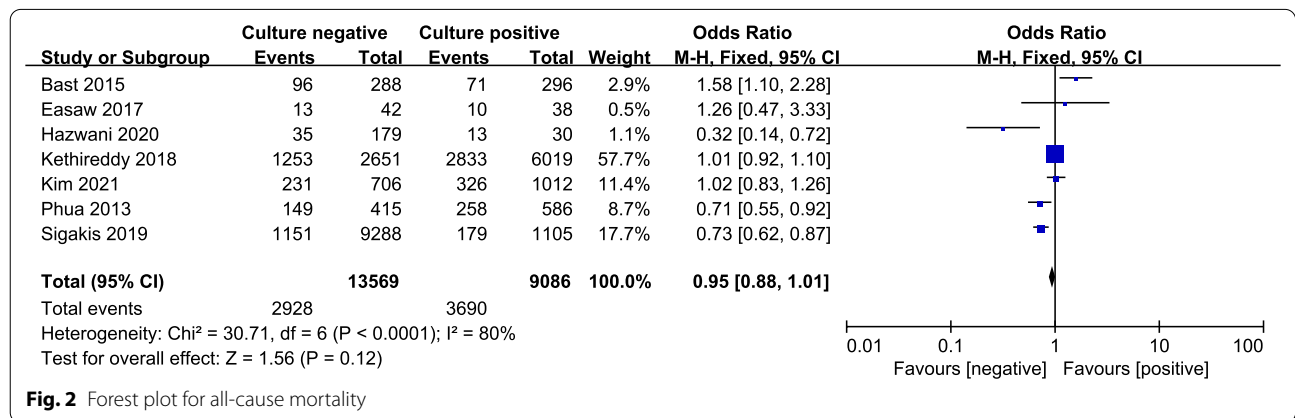 Culture negative Culture positive Odds Ratio Odds Ratio
Study or Subgroup Events Total Events Total Weight M-H, Fixed, 95% CI M-H, Fixed, 95% CI
Bast 2015 96 288 71 296 2.9% 1.58 [1.10, 2.28]
Easaw 2017 13 42 10 38 0.5% 1.26 [0.47, 3.33]
Hazwani 2020 35 179 13 30 1.1% 0.32 [0.14, 0.72]
Kethireddy 2018 1253 2651 2833 6019 57.7% 1.01 [0.92, 1.10]
Kim 2021 231 706 326 1012 11.4% 1.02 [0.83, 1.26]
Phua 2013 149 415 258 586 8.7% 0.71 [0.55, 0.92]
Sigakis 2019 1151 9288 179 1105 17.7% 0.73 [0.62, 0.87]
Total (95% CI) 13569 9086 100.0% 0.95 [0.88, 1.01]
Total events 2928 3690
Heterogeneity: Chi² = 30.71, df = 6 (P < 0.0001); I² = 80%
Test for overall effect: Z = 1.56 (P = 0.12)
0.01 0.1 1 10 100
Favours [negative] Favours [positive]
Fig. 2 Forest plot for all-cause mortality